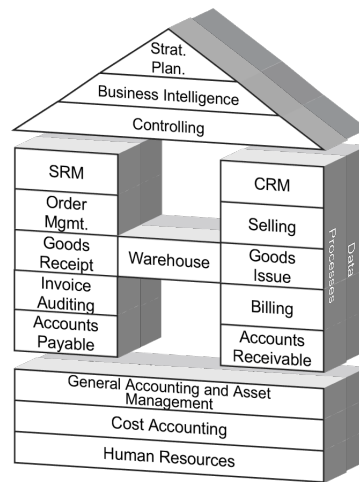 Strat.
Plan.
Business Intelligence
Controlling
SRM
Order
Mgmt.
Goods
Receipt
Invoice
Auditing
Accounts
Payable
Warehouse
CRM
Selling
Goods
Issue
Billing
Accounts
Receivable
Processes
Data
General Accounting and Asset
Management
Cost Accounting
Human Resources